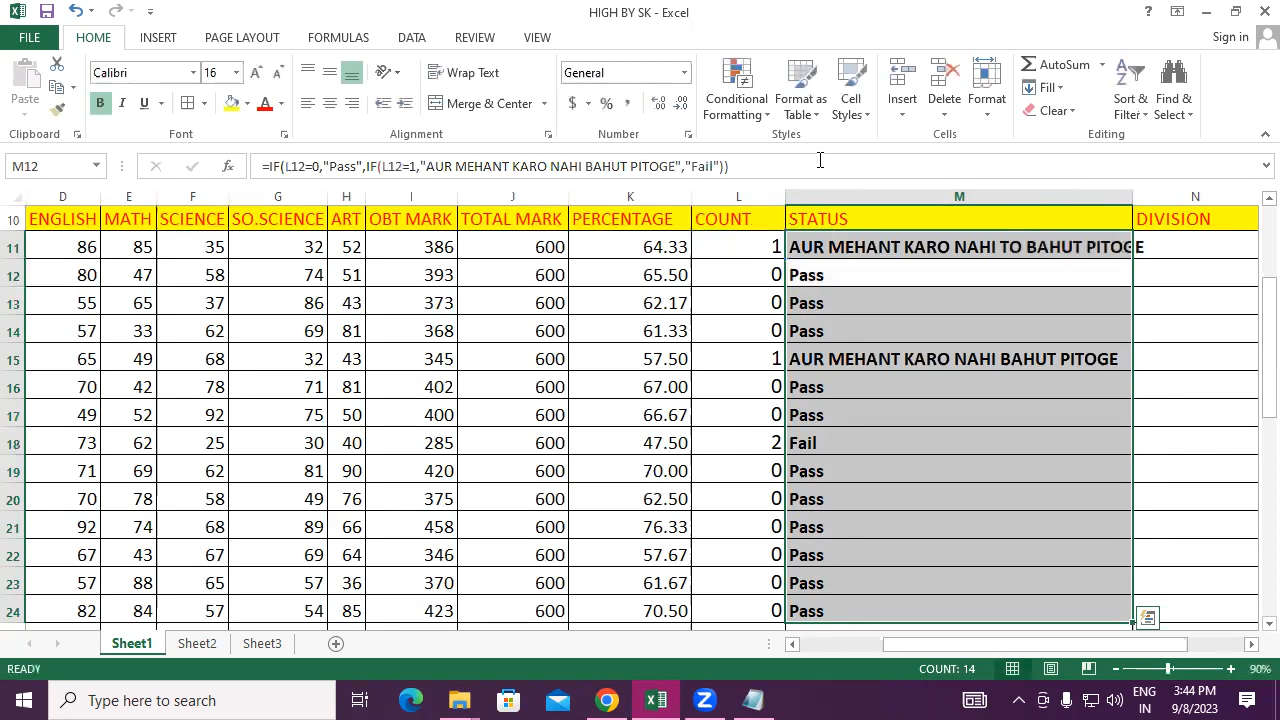 HIGH BY SK - Excel
? 
FILE HOME INSERT PAGE LAYOUT FORMULAS DATA REVIEW VIEW Sign in
Paste
Calibri 16
B I U
Wrap Text
Merge & Center
General
$ % ,
Conditional Formatting
Format as Table
Cell Styles
Insert Delete Format
AutoSum
Fill
Clear
Sort & Filter
Find & Select
Clipboard Font Alignment Number Styles Cells Editing
M12 fx =IF(L12=0,"Pass",IF(L12=1,"AUR MEHANT KARO NAHI BAHUT PITOGE","Fail"))
D E F G H I J K L M N
10 ENGLISH MATH SCIENCE SO.SCIENCE ART OBT MARK TOTAL MARK PERCENTAGE COUNT STATUS DIVISION
11 86 85 35 32 52 386 600 64.33 1 AUR MEHANT KARO NAHI TO BAHUT PITOGE
12 80 47 58 74 51 393 600 65.50 0 Pass
13 55 65 37 86 43 373 600 62.17 0 Pass
14 57 33 62 69 81 368 600 61.33 0 Pass
15 65 49 68 32 43 345 600 57.50 1 AUR MEHANT KARO NAHI BAHUT PITOGE
16 70 42 78 71 81 402 600 67.00 0 Pass
17 49 52 92 75 50 400 600 66.67 0 Pass
18 73 62 25 30 40 285 600 47.50 2 Fail
19 71 69 62 81 90 420 600 70.00 0 Pass
20 70 78 58 49 76 375 600 62.50 0 Pass
21 92 74 68 89 66 458 600 76.33 0 Pass
22 67 43 67 69 64 346 600 57.67 0 Pass
23 57 88 65 57 36 370 600 61.67 0 Pass
24 82 84 57 54 85 423 600 70.50 0 Pass
Sheet1 Sheet2 Sheet3
READY COUNT: 14 90%
Type here to search
ENG 3:44 PM
IN 9/8/2023